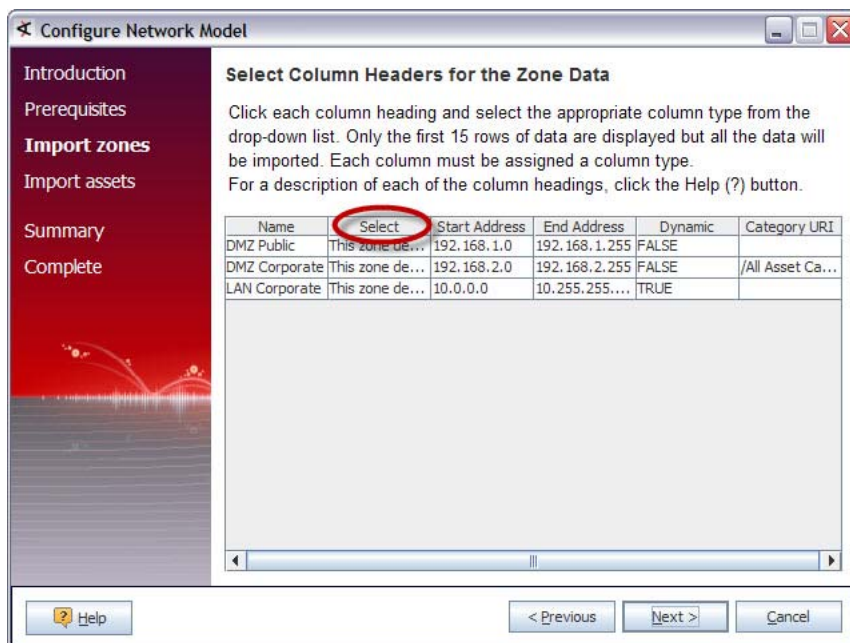 Configure Network Model
Introduction
Prerequisites
Import zones
Import assets
Summary
Complete
Select Column Headers for the Zone Data
Click each column heading and select the appropriate column type from the
drop-down list. Only the first 15 rows of data are displayed but all the data will
be imported. Each column must be assigned a column type.
For a description of each of the column headings, click the Help (?) button.
Name Select Start Address End Address Dynamic Category URI
DMZ Public This zone de... 192.168.1.0 192.168.1.255 FALSE
DMZ Corporate This zone de... 192.168.2.0 192.168.2.255 FALSE /All Asset Ca...
LAN Corporate This zone de... 10.0.0.0 10.255.255.... TRUE
? Help
< Previous
Next >
Cancel